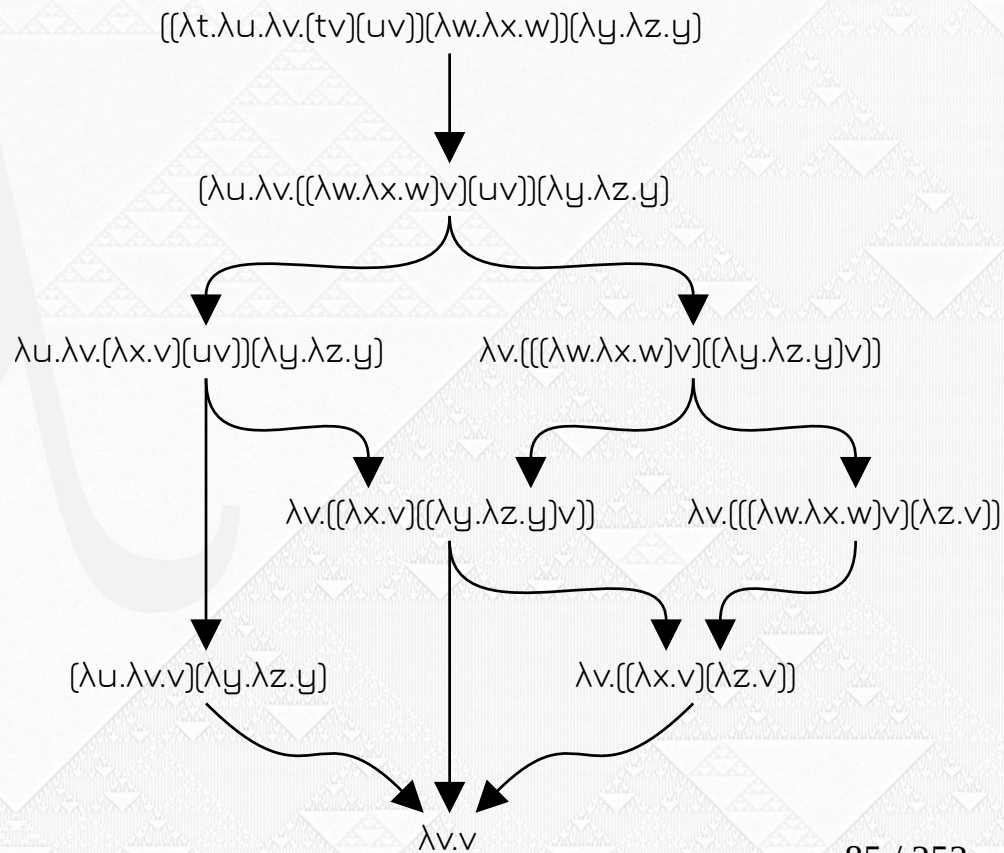 ((λt.λu.λv.(tv)(uv))(λw.λx.w))(λy.λz.y)
(λu.λv.((λw.λx.w)v)(uv))(λy.λz.y)
λu.λv.(λx.v)(uv))(λy.λz.y)
λv.(((λw.λx.w)v)((λy.λz.y)v))
λv.((λx.v)((λy.λz.y)v))
λv.(((λw.λx.w)v)(λz.v))
(λu.λv.v)(λy.λz.y)
λv.((λx.v)(λz.v))
λv.v